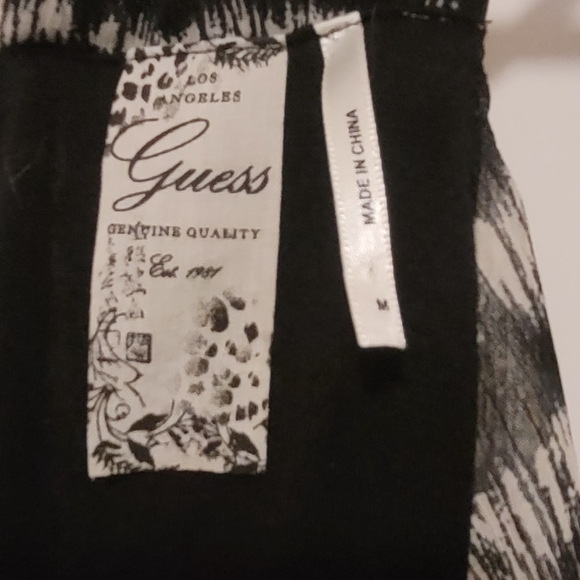 LOS
ANGELES
Guess
GENUINE QUALITY
Est. 1981
MADE IN CHINA
M